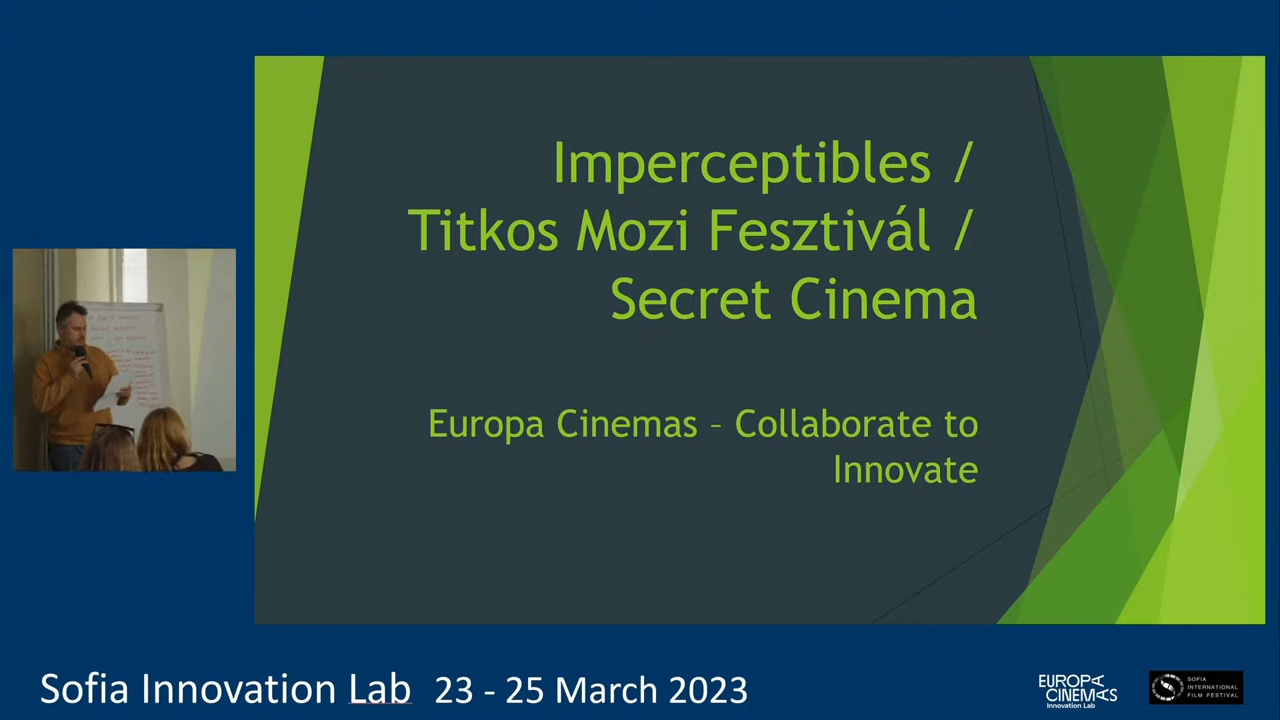 Imperceptibles /
Titkos Mozi Fesztivál /
Secret Cinema
Europa Cinemas – Collaborate to
Innovate
Sofia Innovation Lab 23 - 25 March 2023
EUROPA
CINEMAS
Innovation Lab
SOFIA
INTERNATIONAL
FILM FESTIVAL